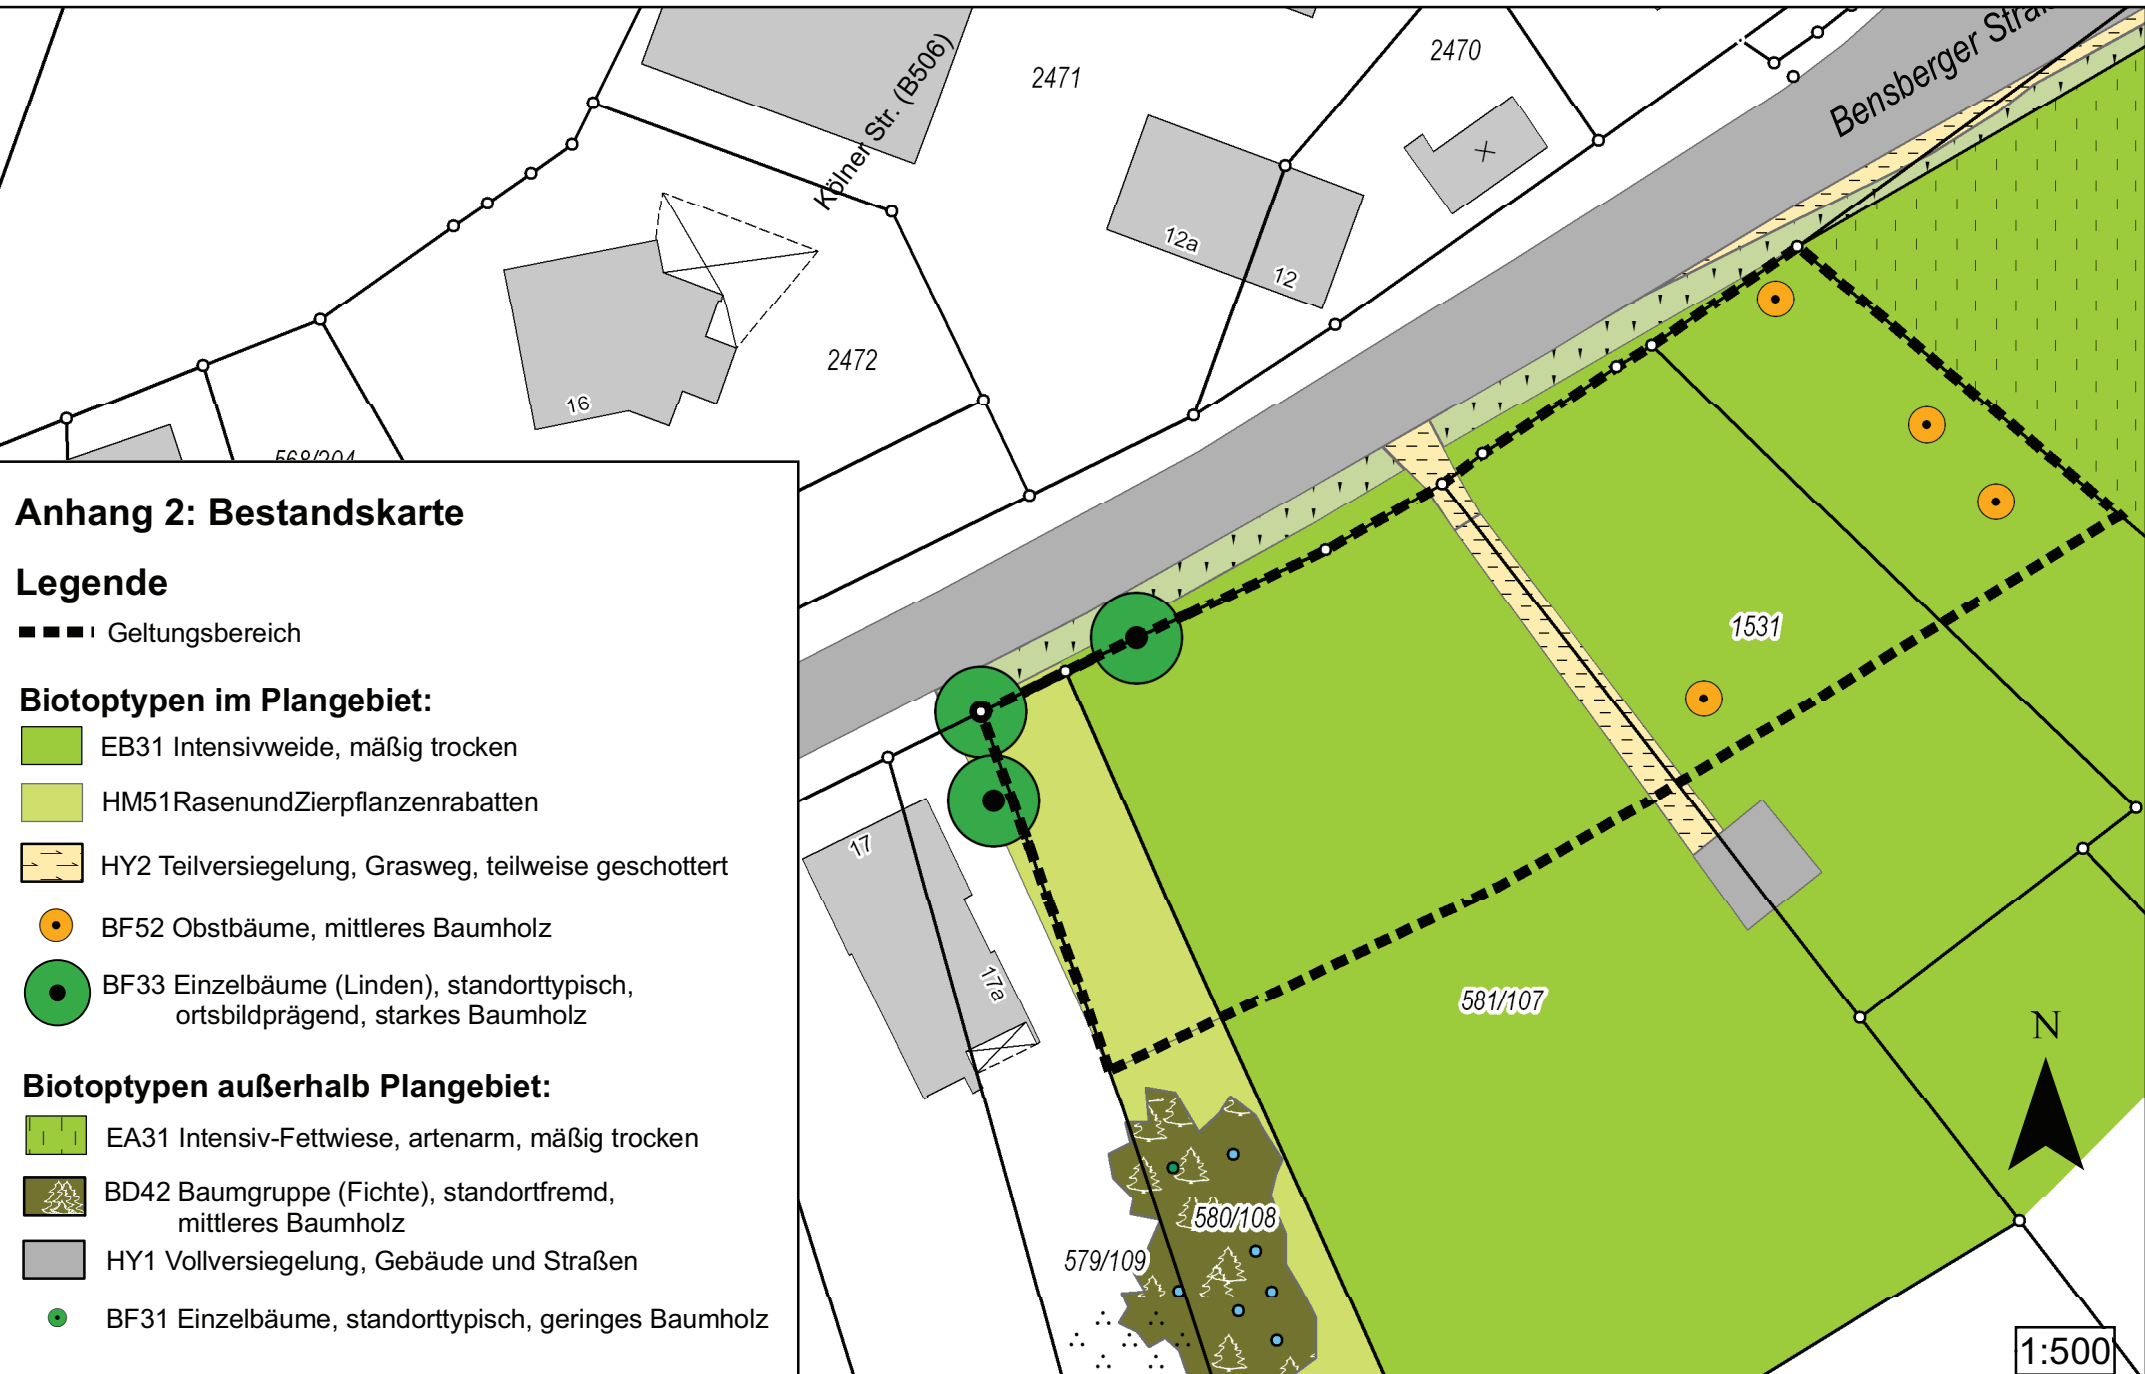 2470
2471
Bensberger
Kölner Str. (B506)
12a
12
2472
16
568/204
Anhang 2: Bestandskarte
Legende
Geltungsbereich
Biotoptypen im Plangebiet:
EB31 Intensivweide, mäßig trocken
HM51RasenundZierpflanzenrabatten
HY2 Teilversiegelung, Grasweg, teilweise geschottert
BF52 Obstbäume, mittleres Baumholz
BF33 Einzelbäume (Linden), standorttypisch,
ortsbildprägend, starkes Baumholz
Biotoptypen außerhalb Plangebiet:
EA31 Intensiv-Fettwiese, artenarm, mäßig trocken
BD42 Baumgruppe (Fichte), standortfremd,
mittleres Baumholz
HY1 Vollversiegelung, Gebäude und Straßen
BF31 Einzelbäume, standorttypisch, geringes Baumholz
1531
17
17a
581/107
N
580/108
579/109
1:500